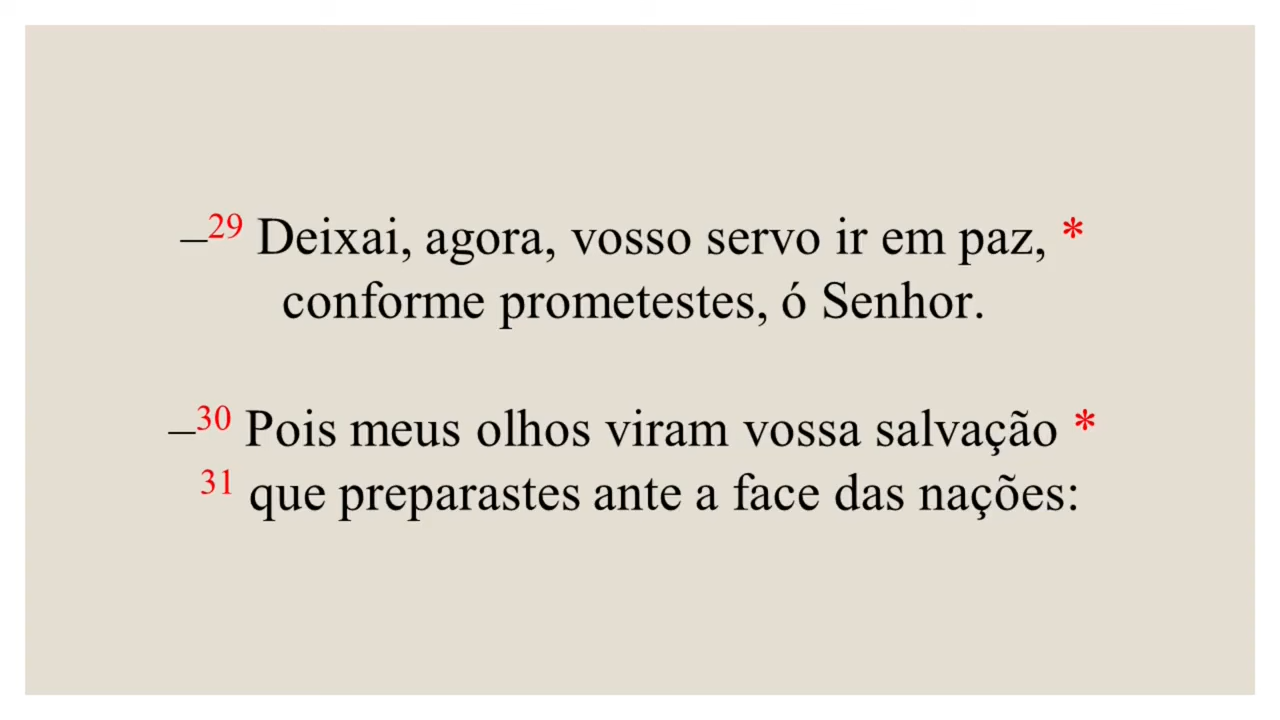 –29 Deixai, agora, vosso servo ir em paz, *
conforme prometestes, ó Senhor.
–30 Pois meus olhos viram vossa salvação *
31 que preparastes ante a face das nações: